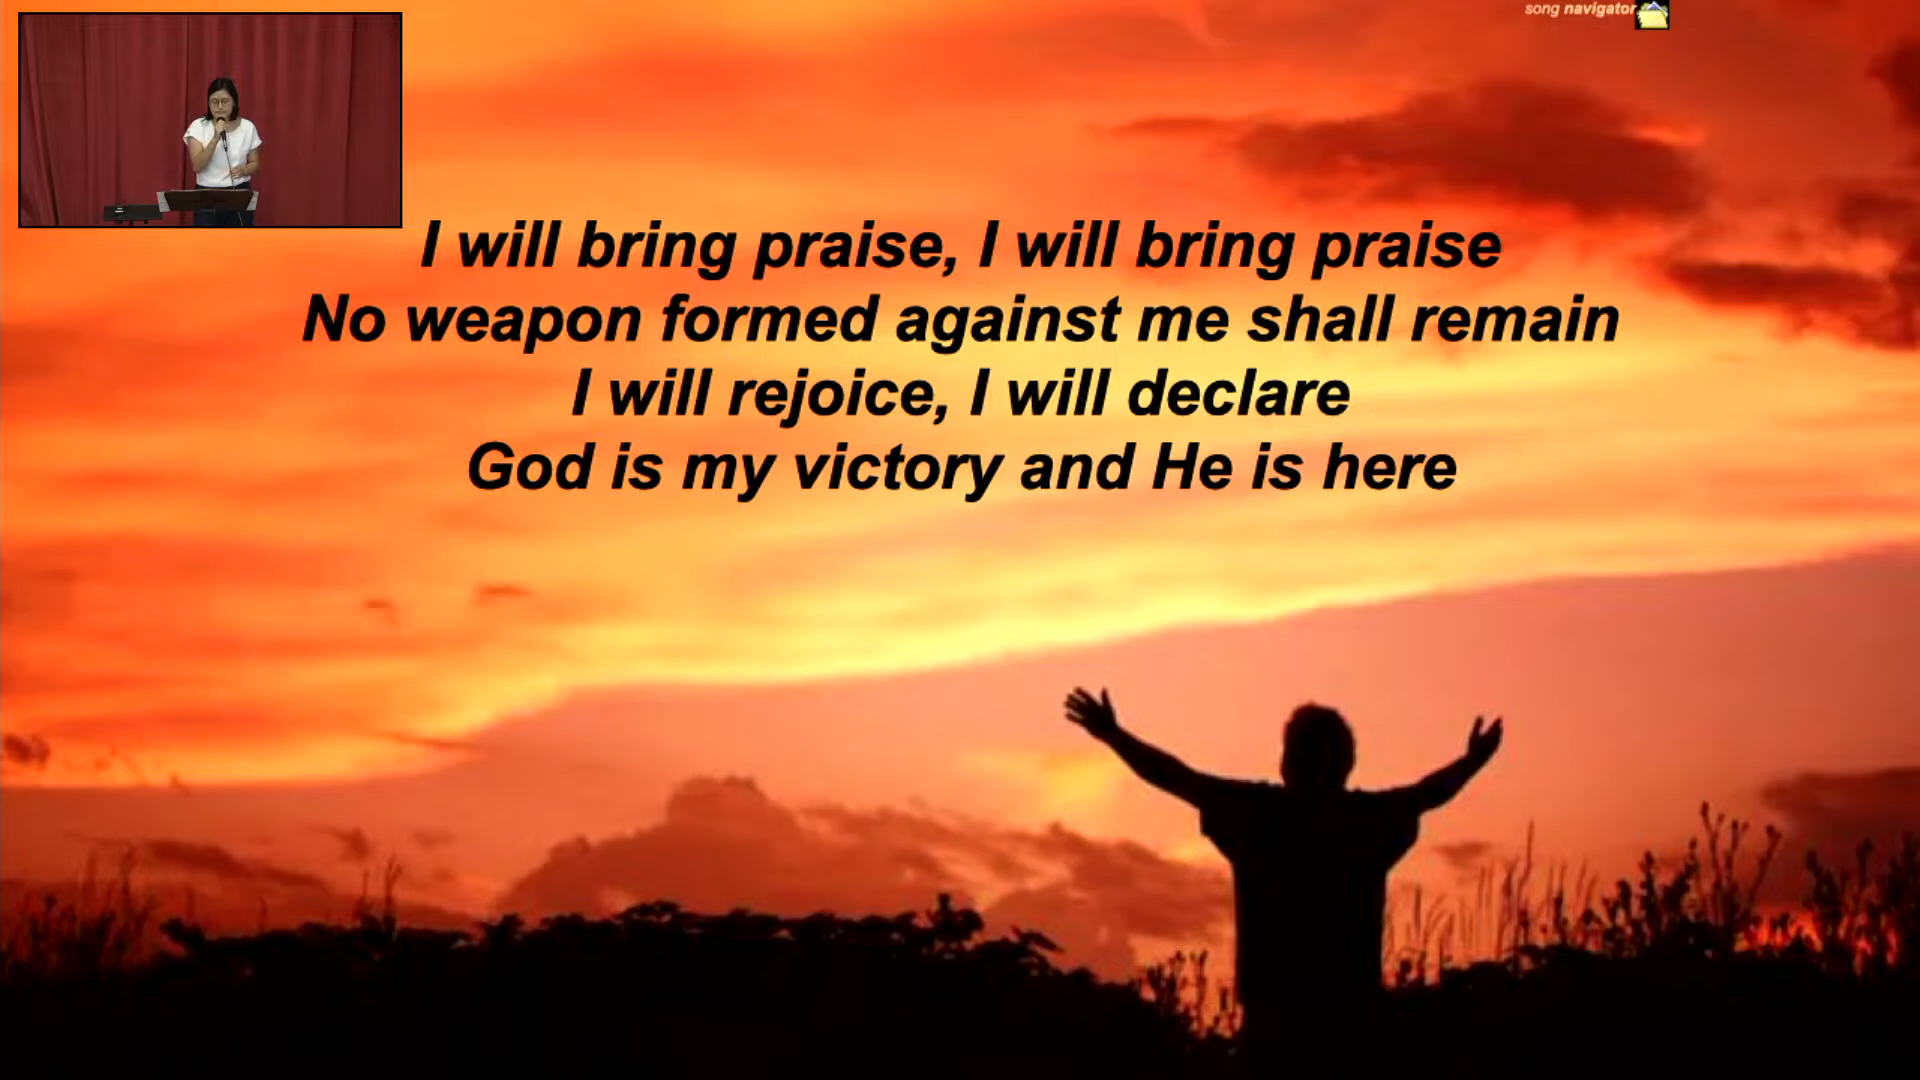 song navigator
I will bring praise, I will bring praise
No weapon formed against me shall remain
I will rejoice, I will declare
God is my victory and He is here